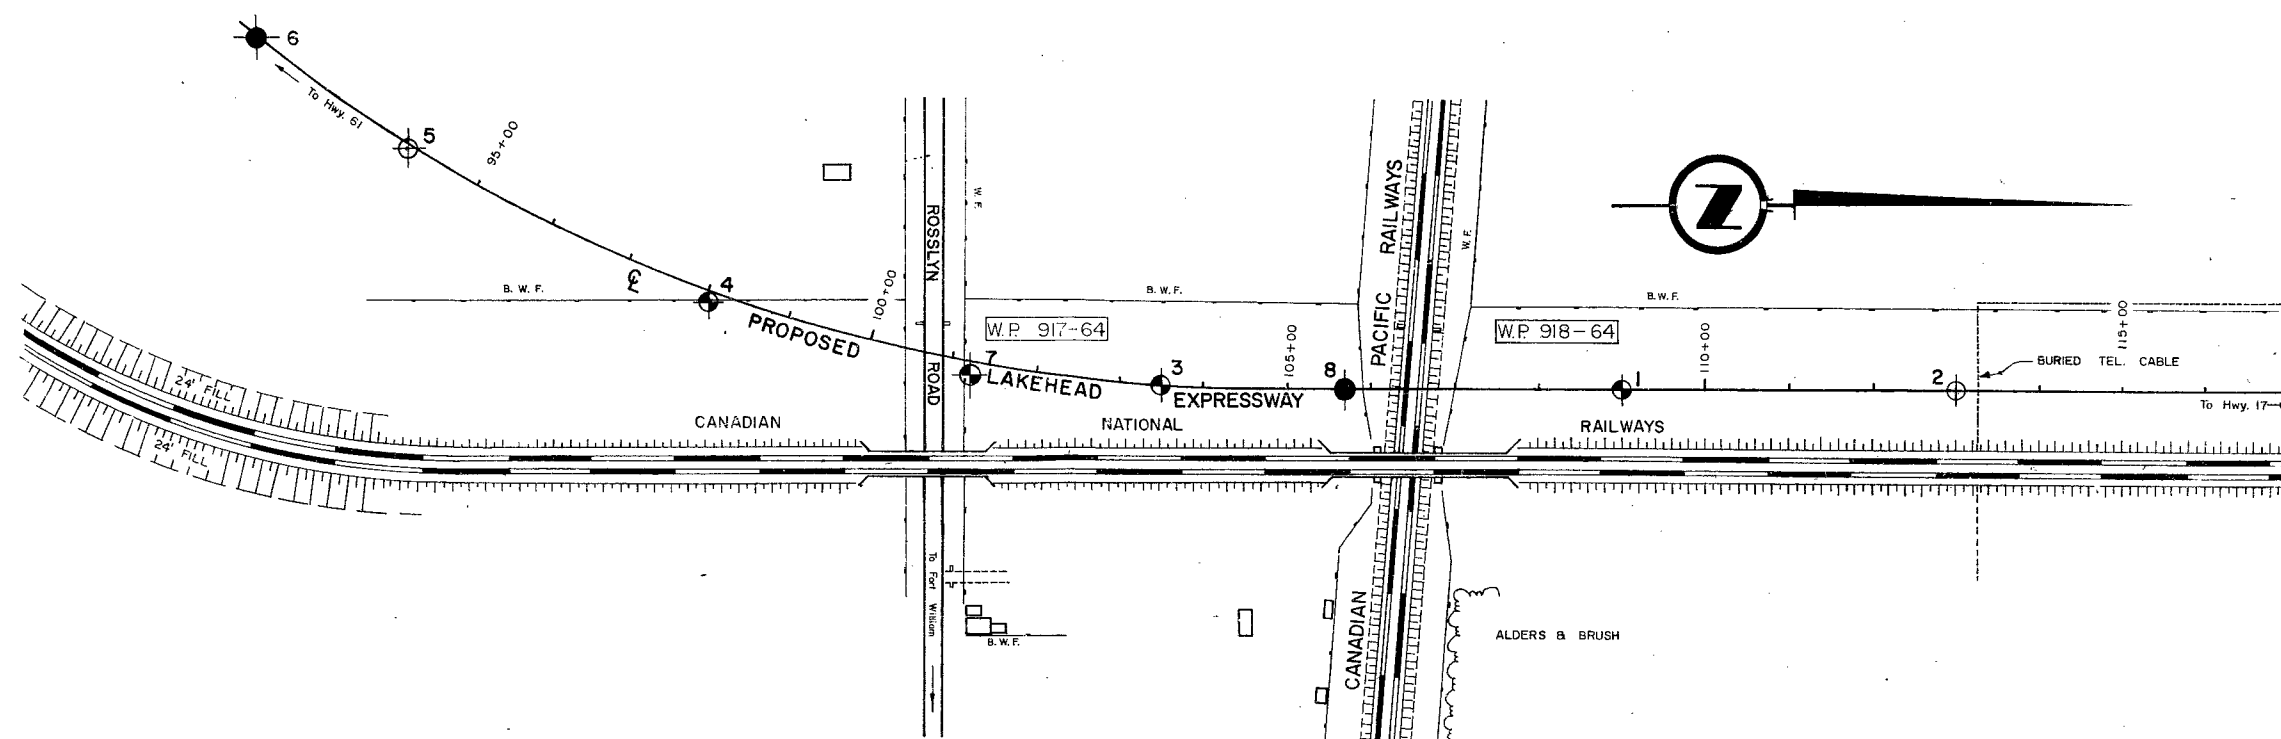 6
To Hwy. 61
5
95+00
W. F.
ROSSLYN
ROAD
RAILWAYS
PACIFIC
W. F.
Z
℄
4
B. W. F.
100+00
B. W. F.
B.W.F.
PROPOSED
W.P. 917-64
W.P. 918-64
105+00
110+00
115+00
7
LAKEHEAD
3
EXPRESSWAY
8
1
2
BURIED TEL. CABLE
To Hwy. 17
24' FILL
24' FILL
CANADIAN
NATIONAL
RAILWAYS
To Fort William
B.W.F.
CANADIAN
ALDERS & BRUSH